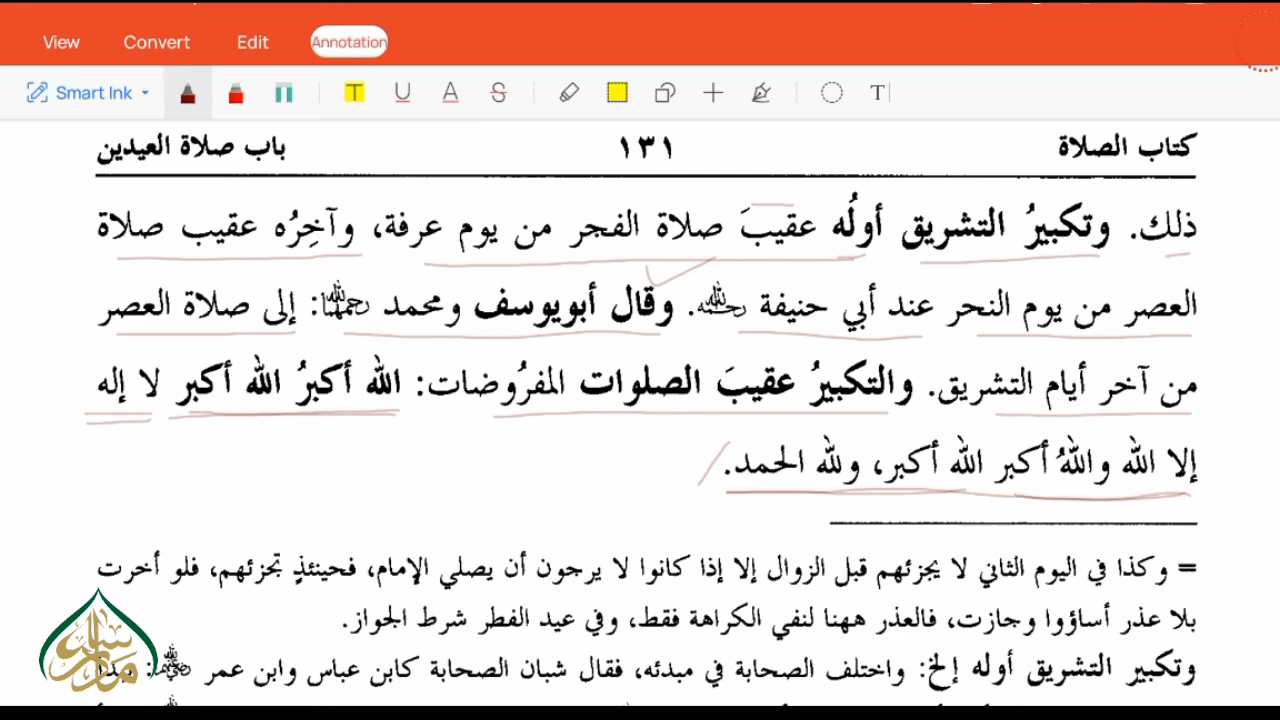 View Convert Edit Annotation
Smart Ink T U A S T
كتاب الصلاة ١٣١ باب صلاة العيدين
ذلك. وتكبيرُ التشريق أولُه عقيبَ صلاة الفجر من يوم عرفة، وآخِرُه عقيب صلاة
العصر من يوم النحر عند أبي حنيفة رحمه الله. وقال أبويوسف ومحمد رحمهما الله: إلى صلاة العصر
من آخر أيام التشريق. والتكبيرُ عقيبَ الصلوات المفرُوضات: الله أكبرُ الله أكبر لا إله
إلا الله واللهُ أكبر الله أكبر، ولله الحمد.
= وكذا في اليوم الثاني لا يجزئهم قبل الزوال إلا إذا كانوا لا يرجون أن يصلي الإمام، فحينئذٍ تجزئهم، فلو أخرت
بلا عذر أساؤوا وجازت، فالعذر ههنا لنفي الكراهة فقط، وفي عيد الفطر شرط الجواز.
وتكبير التشريق أوله إلخ: واختلف الصحابة في مبدئه، فقال شبان الصحابة كابن عباس وابن عمر